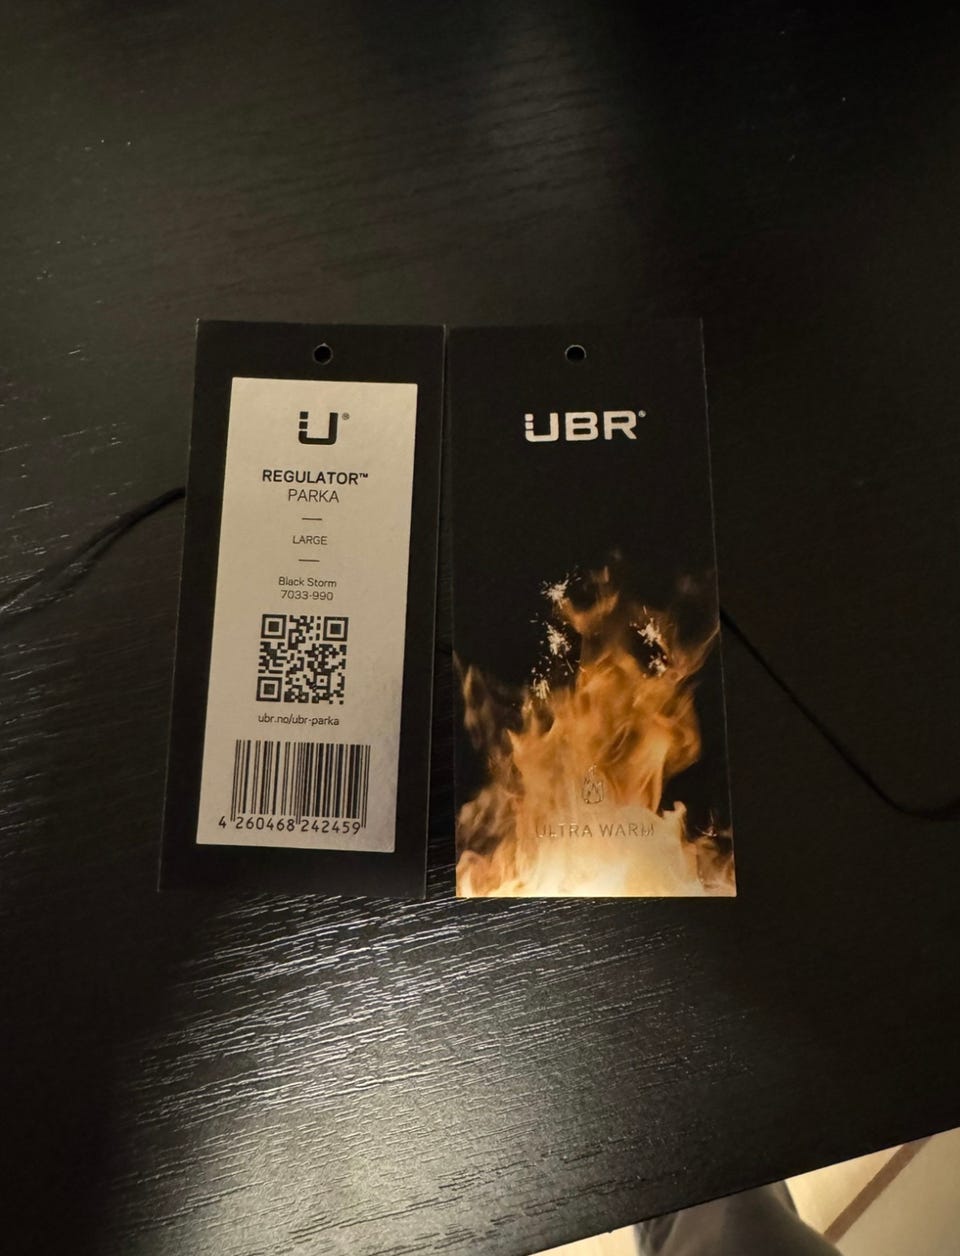 U®
REGULATOR™
PARKA
LARGE
Black Storm
7033-990
ubr.no/ubr-parka
4 260468 242459
UBR®
ULTRA WARM